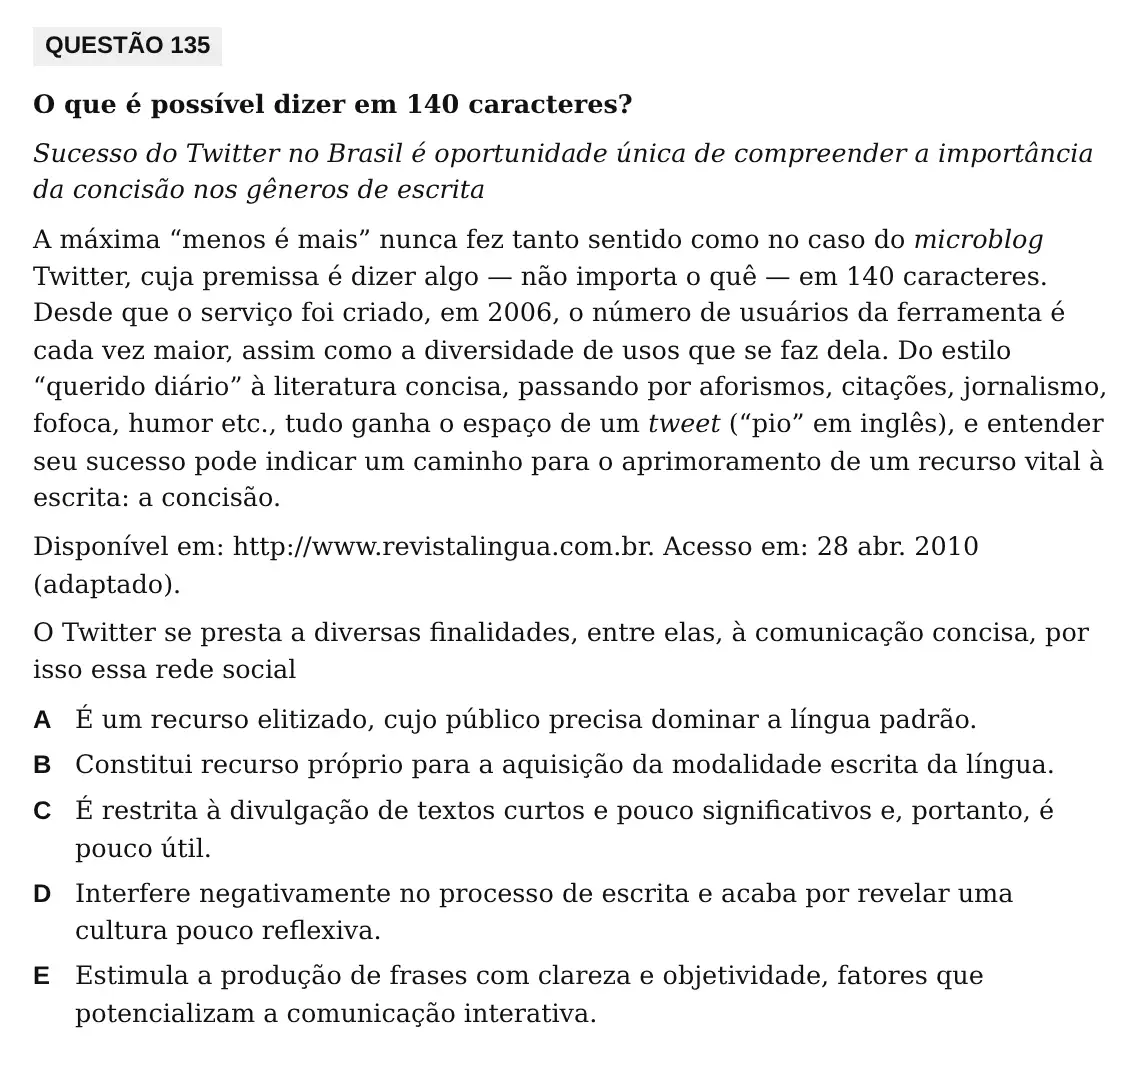 QUESTÃO 135
O que é possível dizer em 140 caracteres?
Sucesso do Twitter no Brasil é oportunidade única de compreender a importância
da concisão nos gêneros de escrita
A máxima “menos é mais” nunca fez tanto sentido como no caso do microblog
Twitter, cuja premissa é dizer algo — não importa o quê — em 140 caracteres.
Desde que o serviço foi criado, em 2006, o número de usuários da ferramenta é
cada vez maior, assim como a diversidade de usos que se faz dela. Do estilo
“querido diário” à literatura concisa, passando por aforismos, citações, jornalismo,
fofoca, humor etc., tudo ganha o espaço de um tweet (“pio” em inglês), e entender
seu sucesso pode indicar um caminho para o aprimoramento de um recurso vital à
escrita: a concisão.
Disponível em: http://www.revistalingua.com.br. Acesso em: 28 abr. 2010
(adaptado).
O Twitter se presta a diversas finalidades, entre elas, à comunicação concisa, por
isso essa rede social
A É um recurso elitizado, cujo público precisa dominar a língua padrão.
B Constitui recurso próprio para a aquisição da modalidade escrita da língua.
C É restrita à divulgação de textos curtos e pouco significativos e, portanto, é
pouco útil.
D Interfere negativamente no processo de escrita e acaba por revelar uma
cultura pouco reflexiva.
E Estimula a produção de frases com clareza e objetividade, fatores que
potencializam a comunicação interativa.